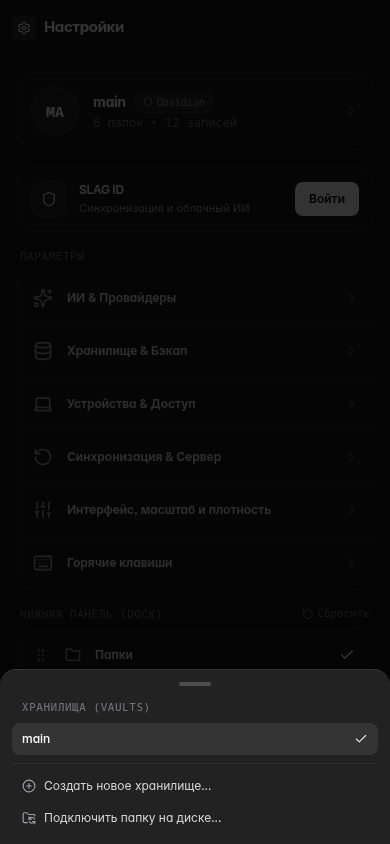 Настройки
MA
main
Obsidian
6 папок • 12 записей
SLAG ID
Синхронизация и облачный ИИ
Войти
ПАРАМЕТРЫ
ИИ & Провайдеры
Хранилище & Бэкап
Устройства & Доступ
Синхронизация & Сервер
Интерфейс, масштаб и плотность
Горячие клавиши
НИЖНЯЯ ПАНЕЛЬ (DOCK)
Сбросить
Папки
ХРАНИЛИЩА (VAULTS)
main
Создать новое хранилище...
Подключить папку на диске...